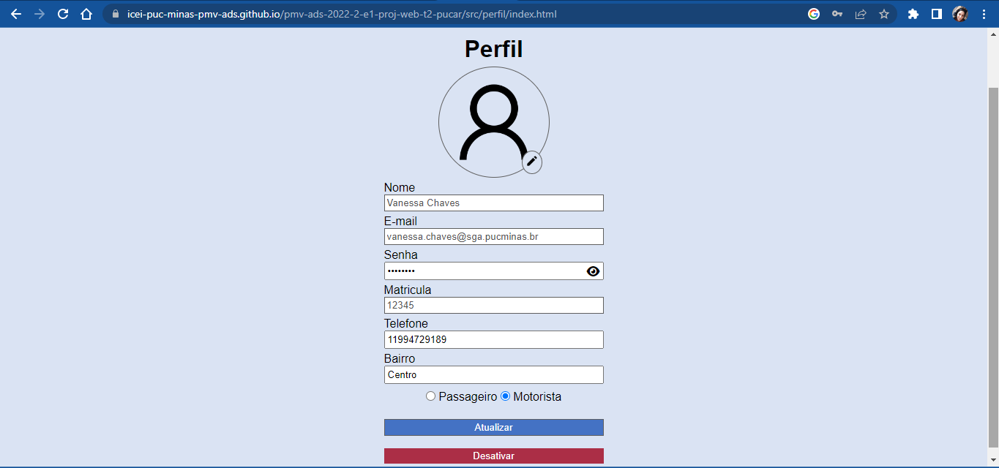 icei-puc-minas-pmv-ads.github.io/pmv-ads-2022-2-e1-proj-web-t2-pucar/src/perfil/index.html
Perfil
Nome
Vanessa Chaves
E-mail
vanessa.chaves@sga.pucminas.br
Senha
••••••••
Matricula
12345
Telefone
11994729189
Bairro
Centro
Passageiro Motorista
Atualizar
Desativar